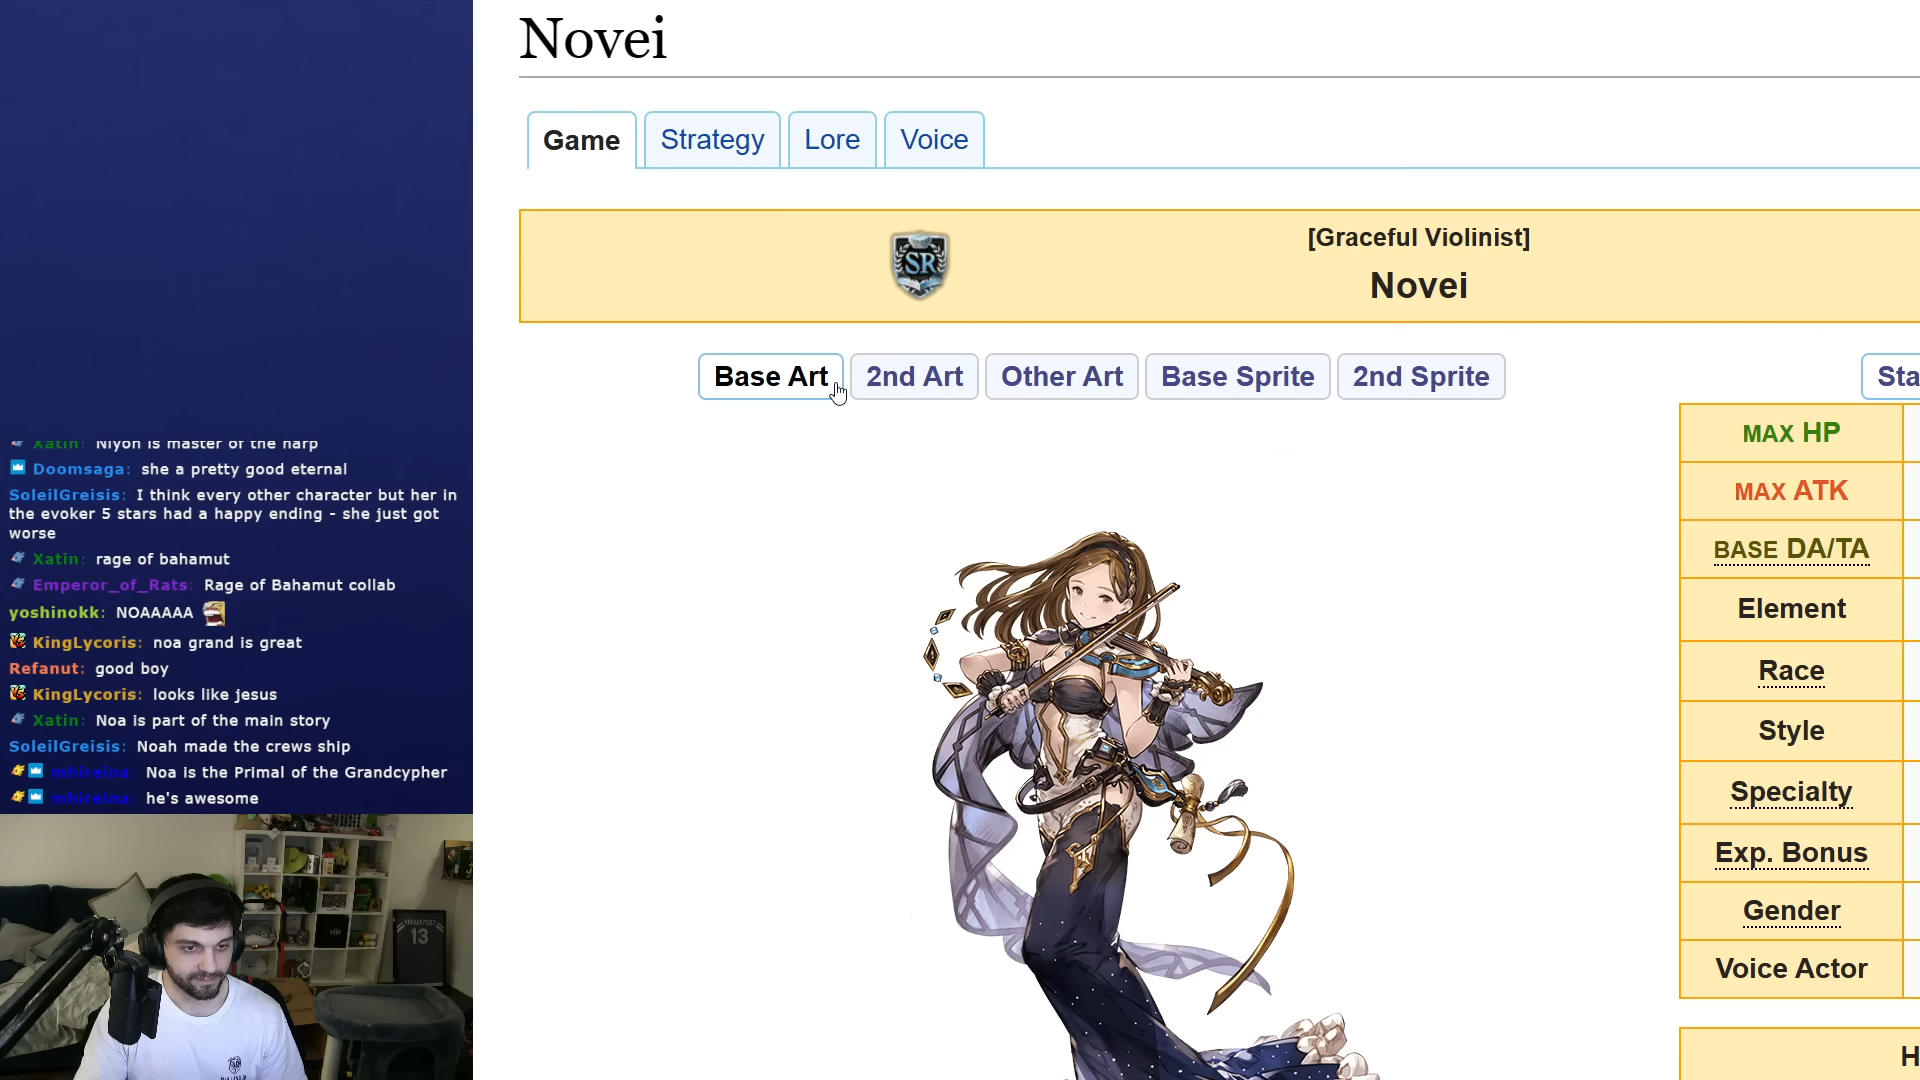 Novei
Game
Strategy
Lore
Voice
SR
[Graceful Violinist]
Novei
Base Art
2nd Art
Other Art
Base Sprite
2nd Sprite
Sta
MAX HP
MAX ATK
BASE DA/TA
Element
Race
Style
Specialty
Exp. Bonus
Gender
Voice Actor
H
Xatin: Niyon is master of the harp
Doomsaga: she a pretty good eternal
SoleilGreisis: I think every other character but her in
the evoker 5 stars had a happy ending - she just got
worse
Xatin: rage of bahamut
Emperor_of_Rats: Rage of Bahamut collab
yoshinokk: NOAAAAA
KingLycoris: noa grand is great
Refanut: good boy
KingLycoris: looks like jesus
Xatin: Noa is part of the main story
SoleilGreisis: Noah made the crews ship
mhireina: Noa is the Primal of the Grandcypher
mhireina: he's awesome
13